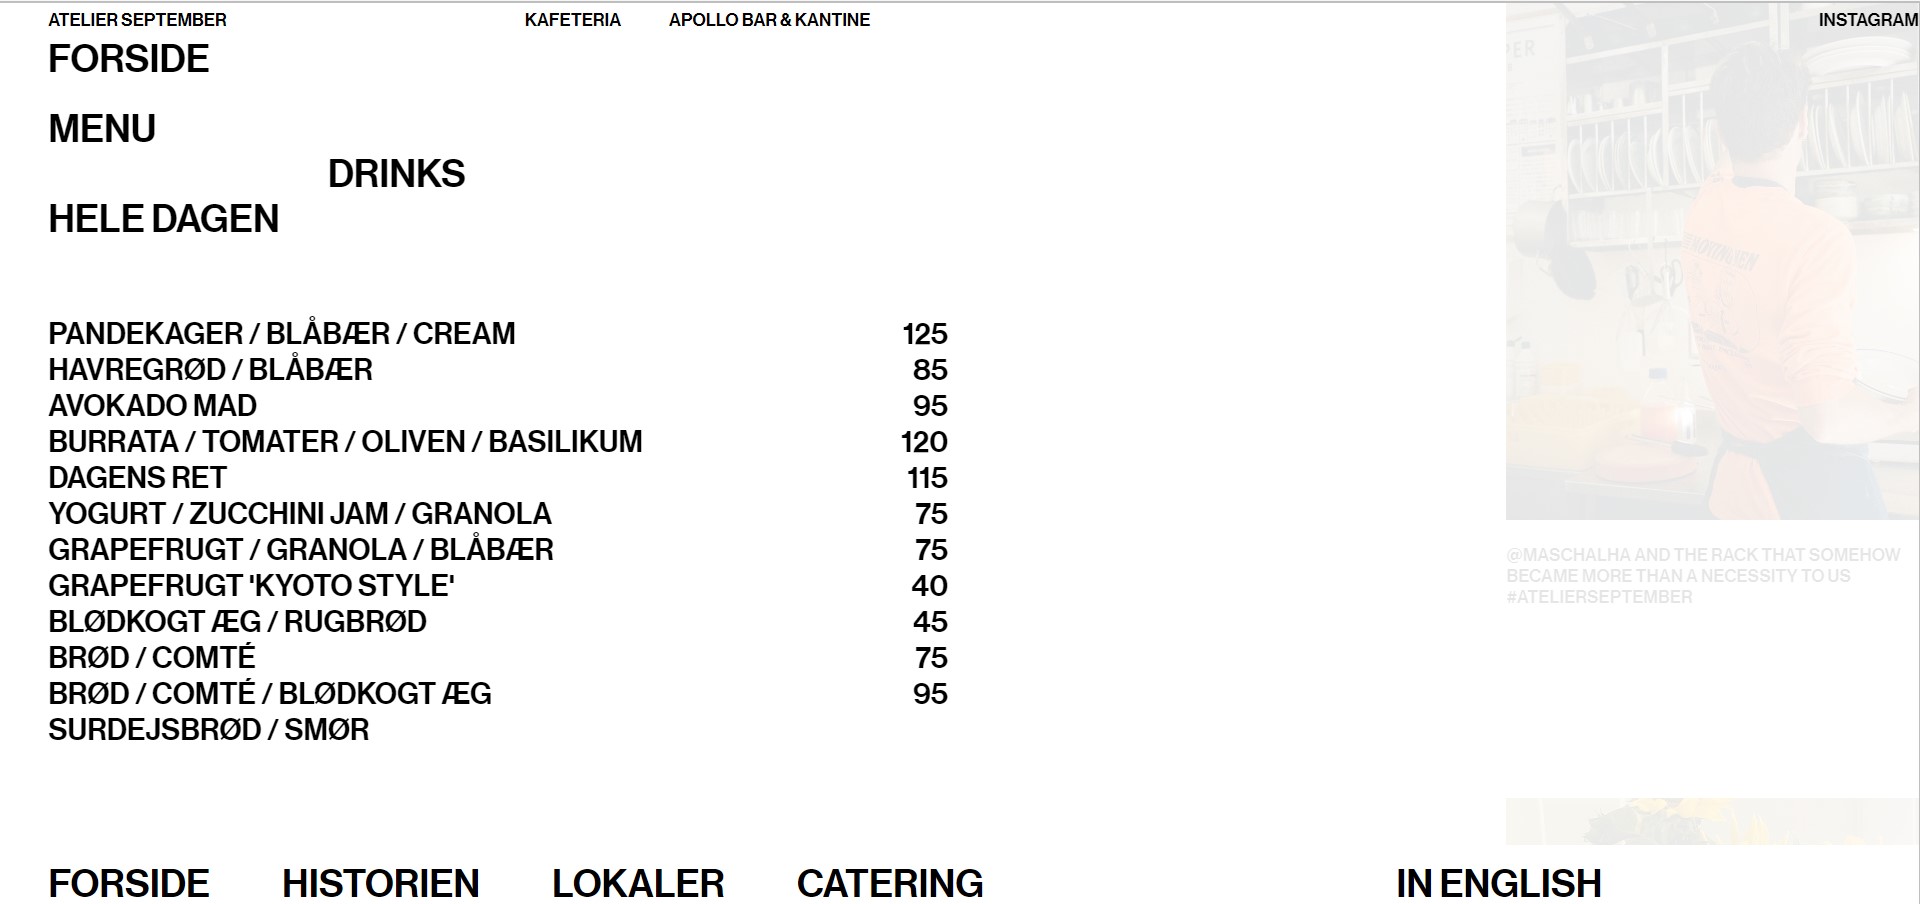 ATELIER SEPTEMBER
KAFETERIA
APOLLO BAR & KANTINE
INSTAGRAM
FORSIDE
MENU
DRINKS
HELE DAGEN
PANDEKAGER / BLÅBÆR / CREAM 125
HAVREGRØD / BLÅBÆR 85
AVOKADO MAD 95
BURRATA / TOMATER / OLIVEN / BASILIKUM 120
DAGENS RET 115
YOGURT / ZUCCHINI JAM / GRANOLA 75
GRAPEFRUGT / GRANOLA / BLÅBÆR 75
GRAPEFRUGT 'KYOTO STYLE' 40
BLØDKOGT ÆG / RUGBRØD 45
BRØD / COMTÉ 75
BRØD / COMTÉ / BLØDKOGT ÆG 95
SURDEJSBRØD / SMØR
@MASCHALHA AND THE RACK THAT SOMEHOW
BECAME MORE THAN A NECESSITY TO US
#ATELIERSEPTEMBER
FORSIDE
HISTORIEN
LOKALER
CATERING
IN ENGLISH